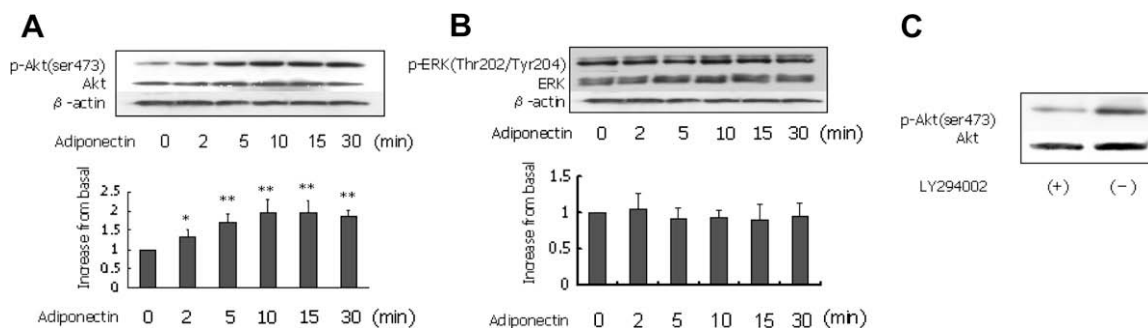 A
p-Akt(ser473)
Akt
β-actin
Adiponectin 0 2 5 10 15 30 (min)
Increase from basal
2.5
2
1.5
1
0.5
0
* ** ** ** **
Adiponectin 0 2 5 10 15 30 (min)
B
p-ERK(Thr202/Tyr204)
ERK
β-actin
Adiponectin 0 2 5 10 15 30 (min)
Increase from basal
1.5
1
0.5
0
Adiponectin 0 2 5 10 15 30 (min)
C
p-Akt(ser473)
Akt
LY294002 (+) (−)